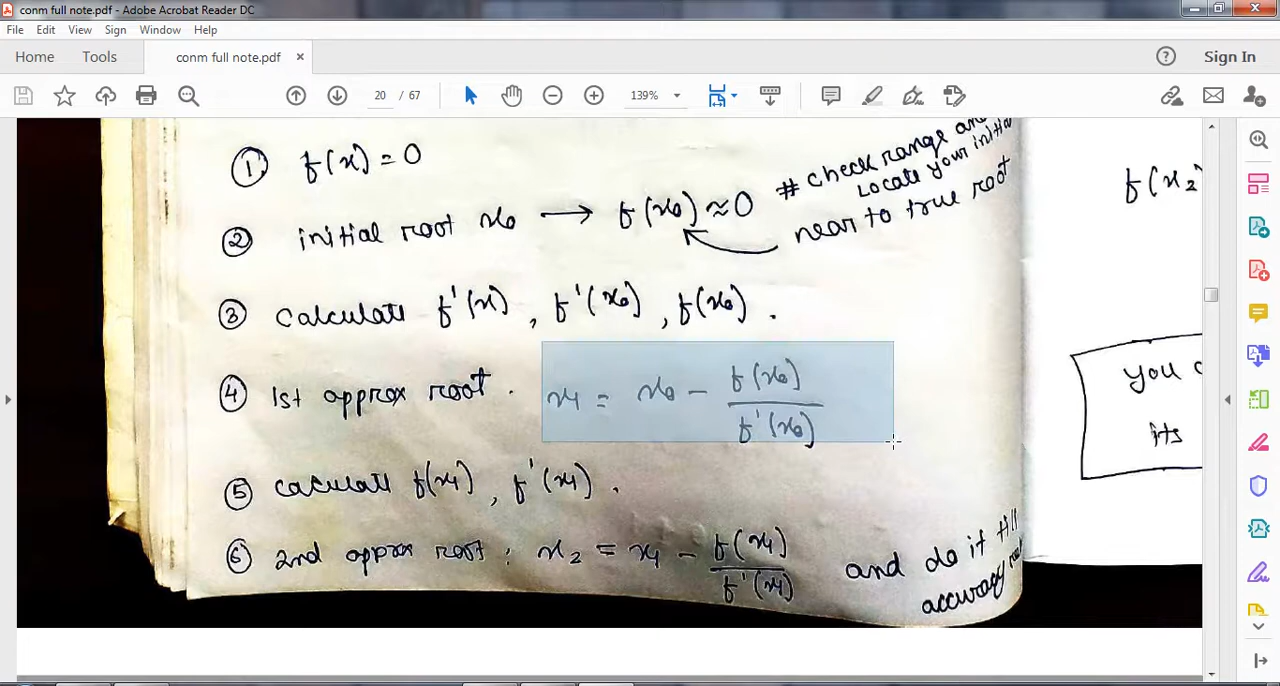 conm full note.pdf - Adobe Acrobat Reader DC
File Edit View Sign Window Help
Home Tools conm full note.pdf × ? Sign In
20 / 67 139%
① f(x) = 0
② initial root x₀ → f(x₀) ≈ 0
# check range and
Locate your initial
near to true root
③ calculate f'(x), f'(x₀), f(x₀).
④ 1st approx root. x₁ = x₀ - f(x₀) / f'(x₀)
⑤ caculate f(x₁), f'(x₁).
⑥ 2nd approx root: x₂ = x₁ - f(x₁) / f'(x₁) and do it till
accuracy
f(x₂)
you
its